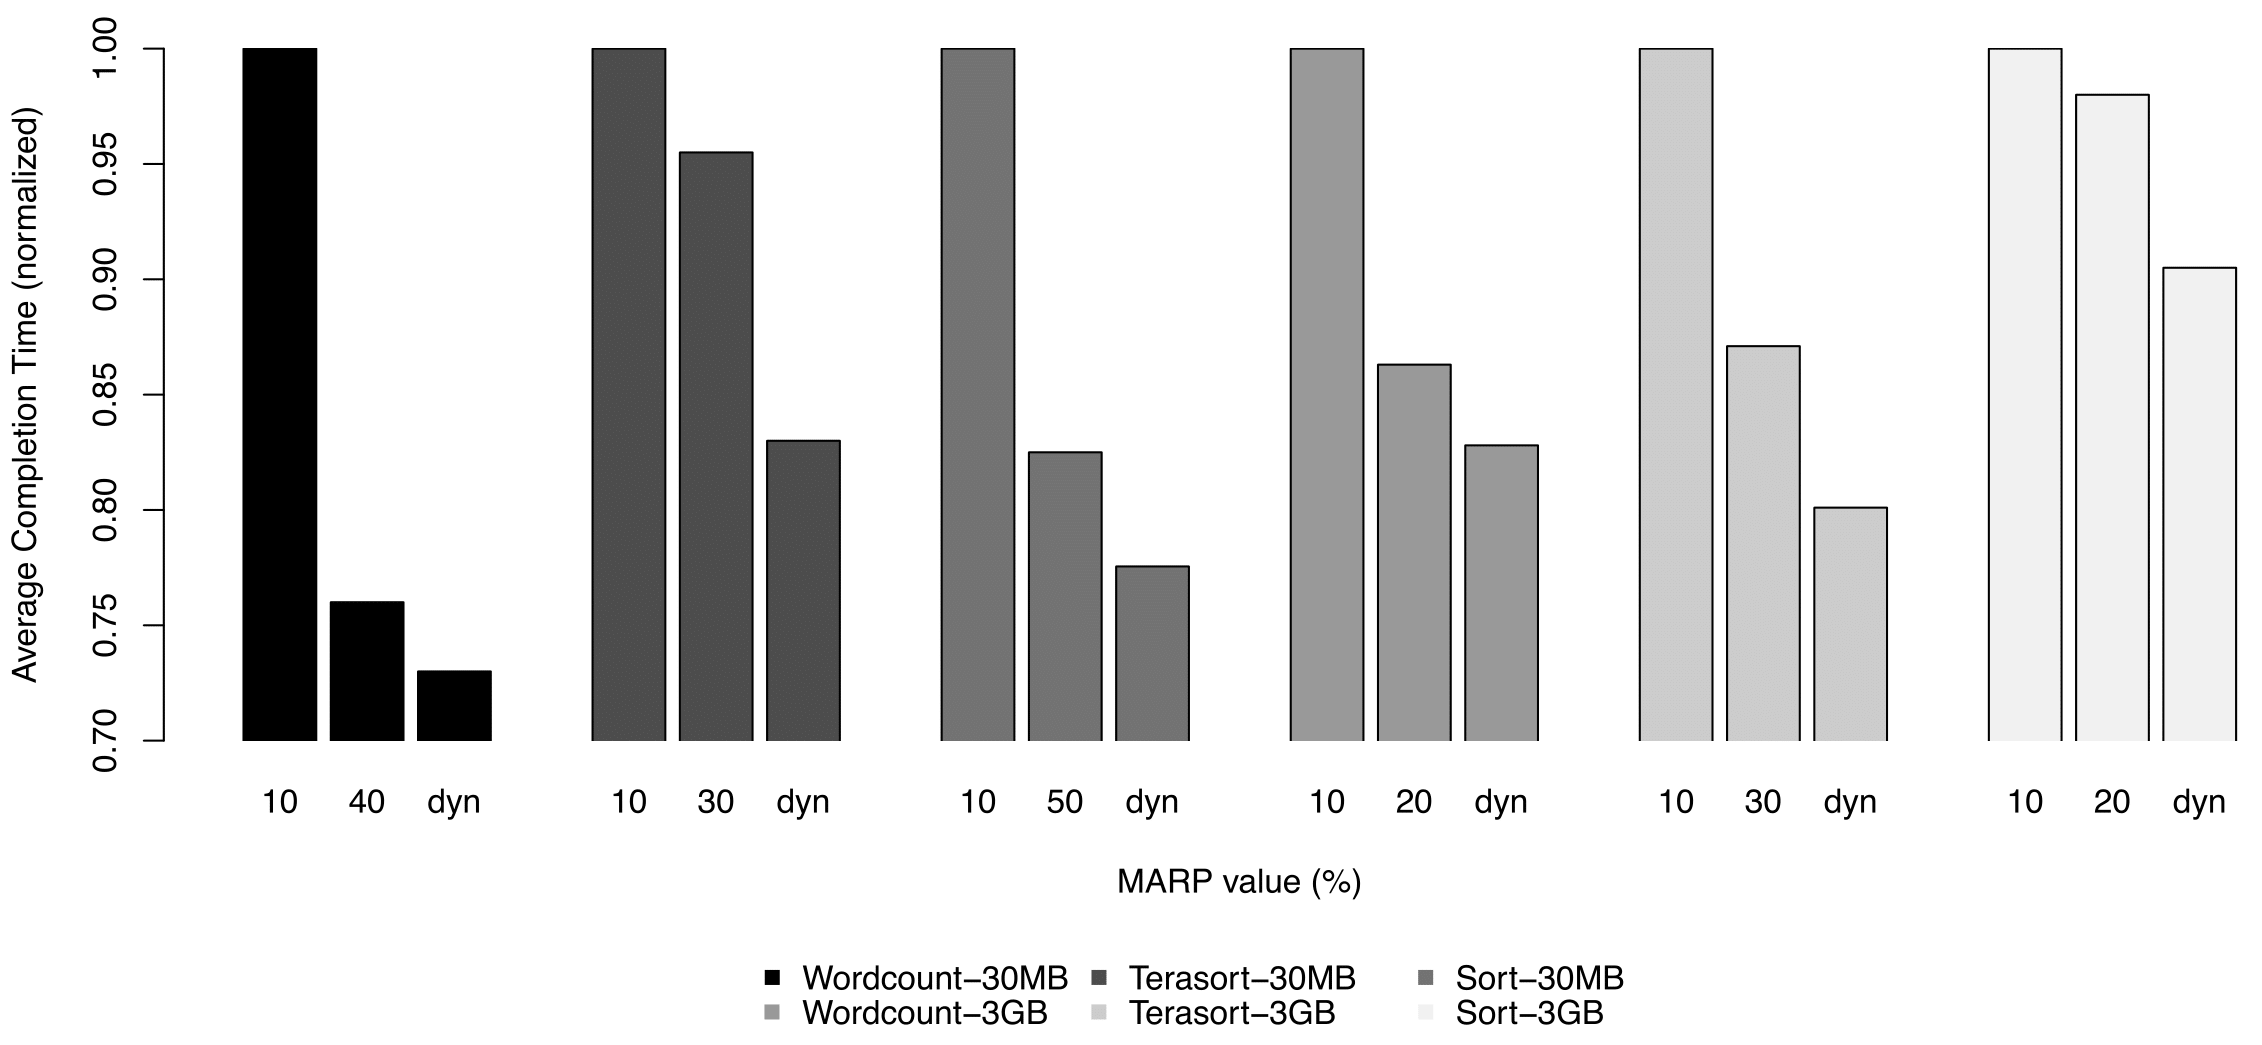 Average Completion Time (normalized)
1.00
0.95
0.90
0.85
0.80
0.75
0.70
10 40 dyn 10 30 dyn 10 50 dyn 10 20 dyn 10 30 dyn 10 20 dyn
MARP value (%)
Wordcount−30MB Terasort−30MB Sort−30MB
Wordcount−3GB Terasort−3GB Sort−3GB